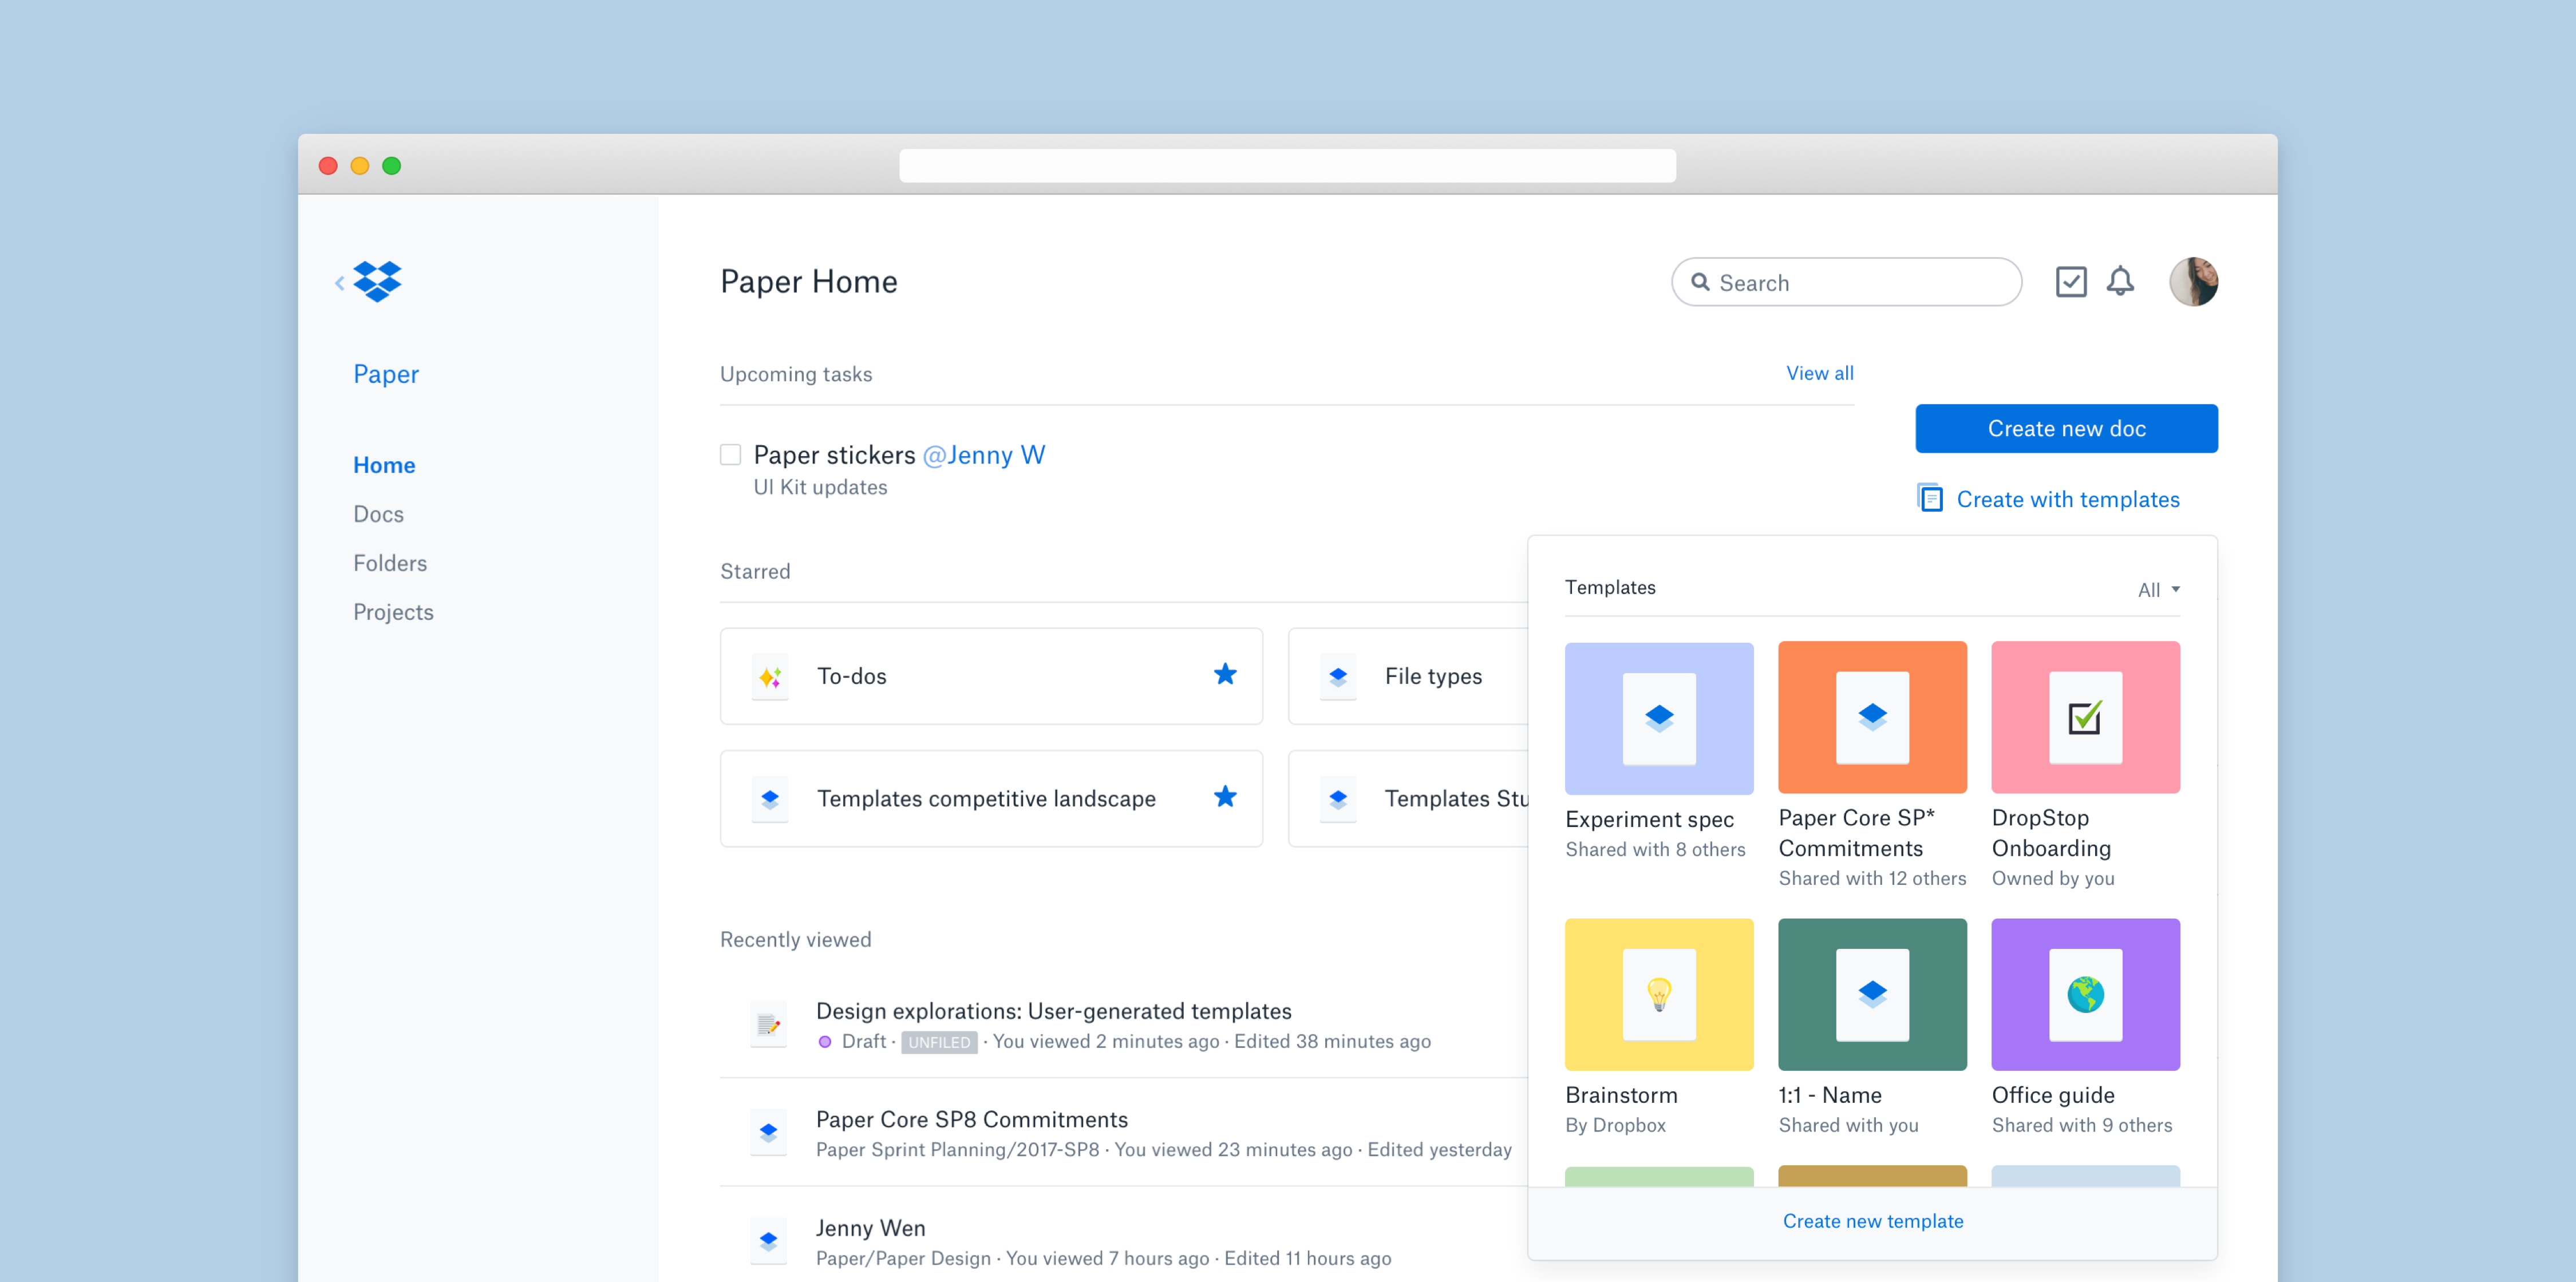 Paper Home
Search
Paper
Home
Docs
Folders
Projects
Upcoming tasks
View all
Paper stickers @Jenny W
UI Kit updates
Create new doc
Create with templates
Starred
To-dos
File types
Templates competitive landscape
Templates Stu
Recently viewed
Design explorations: User-generated templates
Draft · UNFILED · You viewed 2 minutes ago · Edited 38 minutes ago
Paper Core SP8 Commitments
Paper Sprint Planning/2017-SP8 · You viewed 23 minutes ago · Edited yesterday
Jenny Wen
Paper/Paper Design · You viewed 7 hours ago · Edited 11 hours ago
Templates
All
Experiment spec
Shared with 8 others
Paper Core SP*
Commitments
Shared with 12 others
DropStop
Onboarding
Owned by you
Brainstorm
By Dropbox
1:1 - Name
Shared with you
Office guide
Shared with 9 others
Create new template